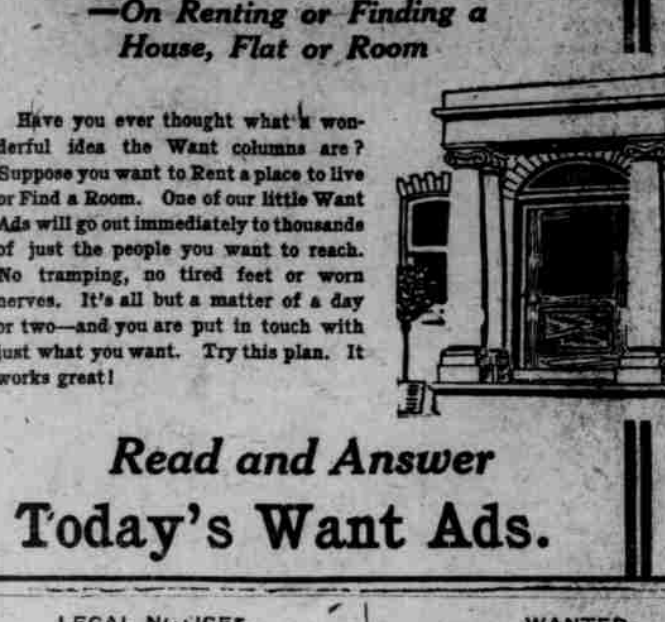 —On Renting or Finding a
House, Flat or Room
Have you ever thought what a won-
derful idea the Want columns are?
Suppose you want to Rent a place to live
or Find a Room. One of our little Want
Ads will go out immediately to thousands
of just the people you want to reach.
No tramping, no tired feet or worn
nerves. It's all but a matter of a day
or two—and you are put in touch with
just what you want. Try this plan. It
works great!
Read and Answer
Today's Want Ads.
LEGAL NOTICES
WANTED